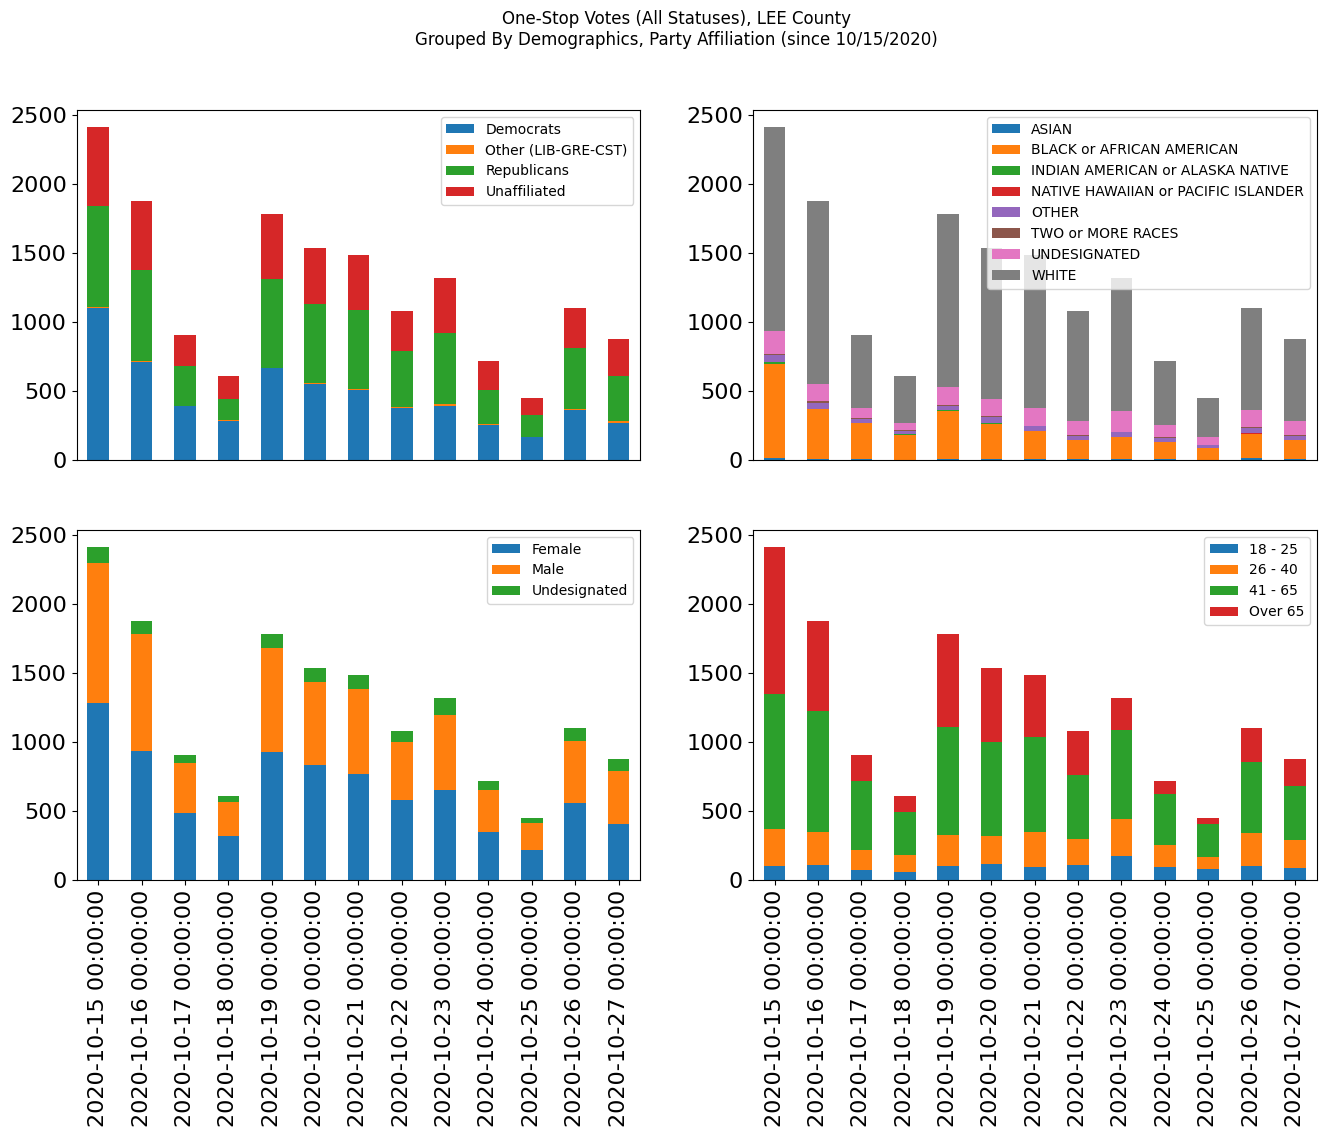 One-Stop Votes (All Statuses), LEE County
Grouped By Demographics, Party Affiliation (since 10/15/2020)
2500
2000
1500
1000
500
0
Democrats
Other (LIB-GRE-CST)
Republicans
Unaffiliated
2500
2000
1500
1000
500
0
ASIAN
BLACK or AFRICAN AMERICAN
INDIAN AMERICAN or ALASKA NATIVE
NATIVE HAWAIIAN or PACIFIC ISLANDER
OTHER
TWO or MORE RACES
UNDESIGNATED
WHITE
2500
2000
1500
1000
500
0
Female
Male
Undesignated
2020-10-15 00:00:00
2020-10-16 00:00:00
2020-10-17 00:00:00
2020-10-18 00:00:00
2020-10-19 00:00:00
2020-10-20 00:00:00
2020-10-21 00:00:00
2020-10-22 00:00:00
2020-10-23 00:00:00
2020-10-24 00:00:00
2020-10-25 00:00:00
2020-10-26 00:00:00
2020-10-27 00:00:00
2500
2000
1500
1000
500
0
18 - 25
26 - 40
41 - 65
Over 65
2020-10-15 00:00:00
2020-10-16 00:00:00
2020-10-17 00:00:00
2020-10-18 00:00:00
2020-10-19 00:00:00
2020-10-20 00:00:00
2020-10-21 00:00:00
2020-10-22 00:00:00
2020-10-23 00:00:00
2020-10-24 00:00:00
2020-10-25 00:00:00
2020-10-26 00:00:00
2020-10-27 00:00:00